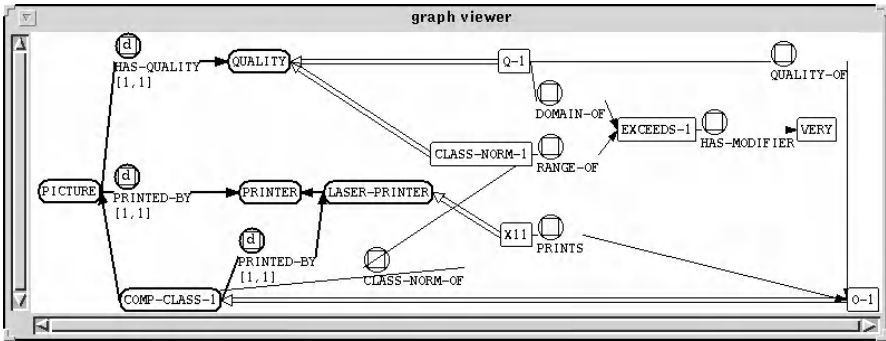 graph viewer
d
HAS-QUALITY
[1,1]
QUALITY
Q-1
QUALITY-OF
DOMAIN-OF
EXCEEDS-1
HAS-MODIFIER
VERY
CLASS-NORM-1
RANGE-OF
d
PICTURE
PRINTED-BY
[1,1]
PRINTER
LASER-PRINTER
X11
PRINTS
d
PRINTED-BY
[1,1]
CLASS-NORM-OF
COMP-CLASS-1
O-1